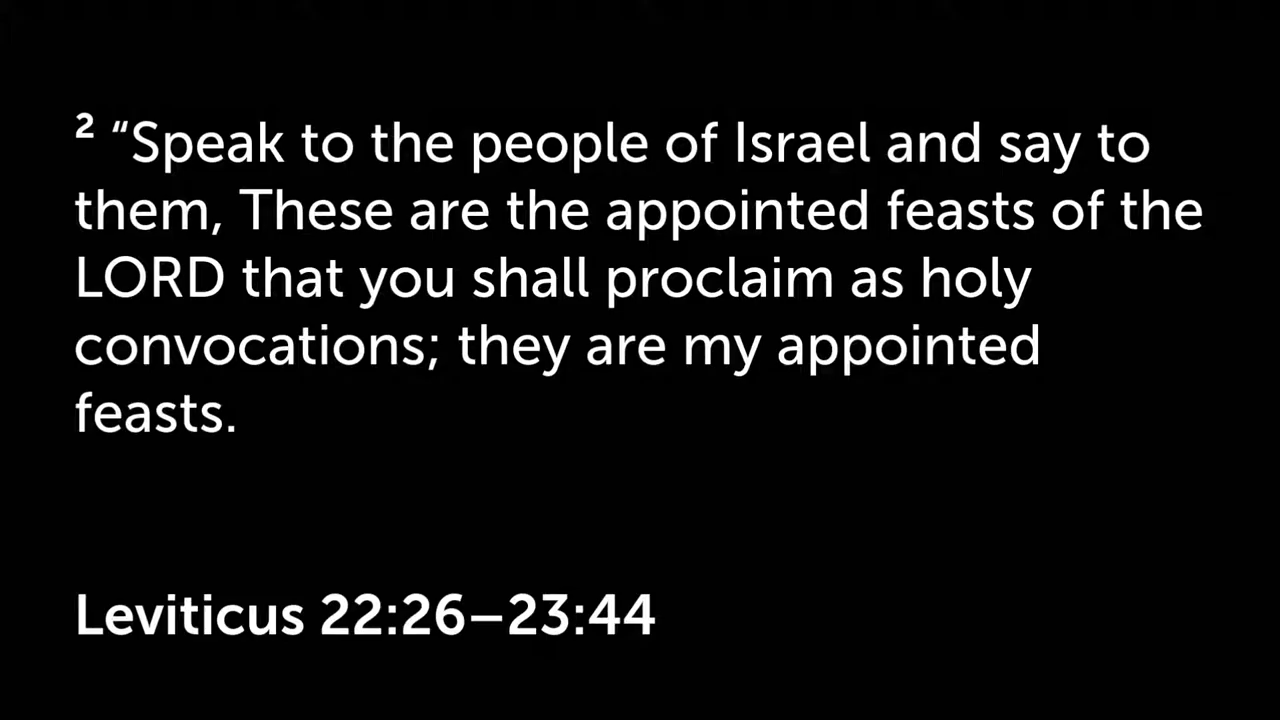 ² “Speak to the people of Israel and say to
them, These are the appointed feasts of the
LORD that you shall proclaim as holy
convocations; they are my appointed
feasts.
Leviticus 22:26–23:44